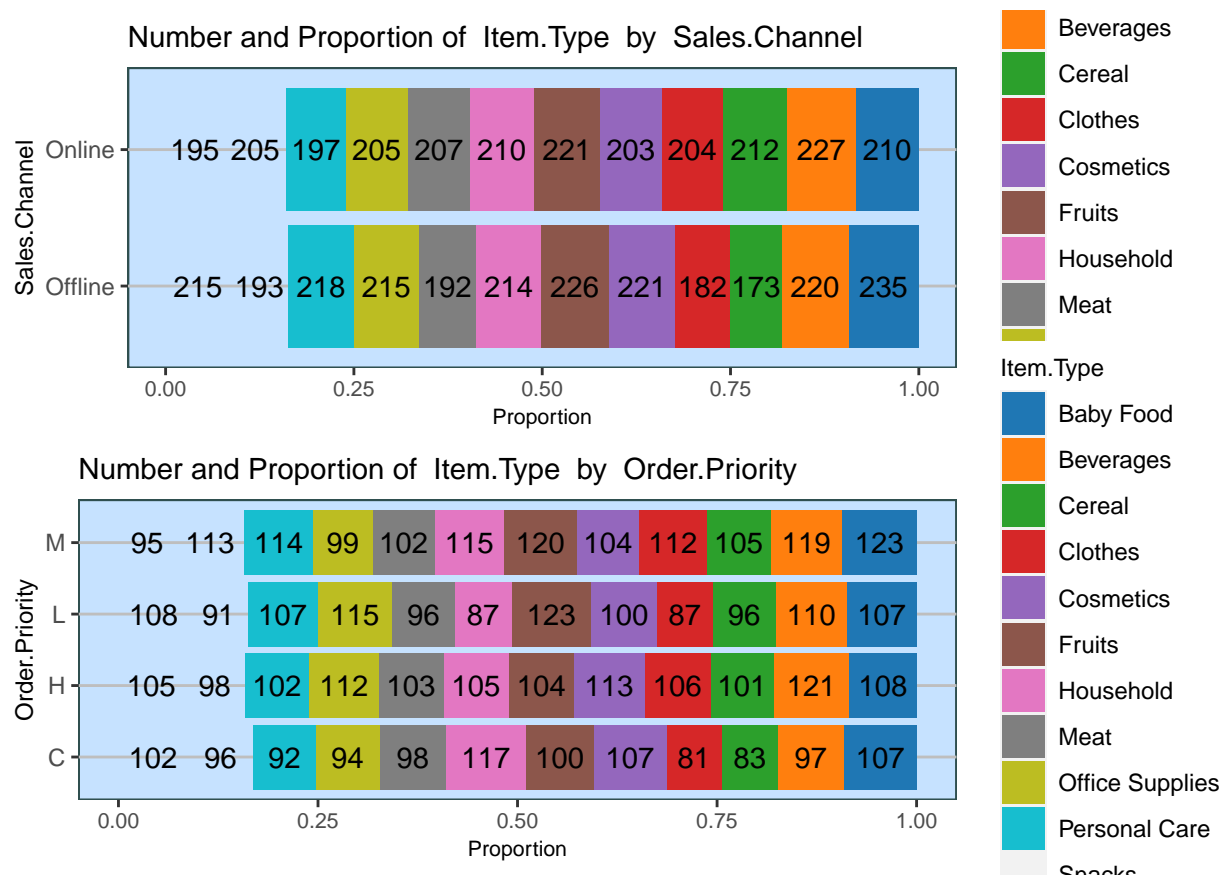 Number and Proportion of Item.Type by Sales.Channel
Sales.Channel
Online 195 205 197 205 207 210 221 203 204 212 227 210
Offline 215 193 218 215 192 214 226 221 182 173 220 235
0.00 0.25 0.50 0.75 1.00
Proportion
Beverages
Cereal
Clothes
Cosmetics
Fruits
Household
Meat
Number and Proportion of Item.Type by Order.Priority
Order.Priority
M 95 113 114 99 102 115 120 104 112 105 119 123
L 108 91 107 115 96 87 123 100 87 96 110 107
H 105 98 102 112 103 105 104 113 106 101 121 108
C 102 96 92 94 98 117 100 107 81 83 97 107
0.00 0.25 0.50 0.75 1.00
Proportion
Item.Type
Baby Food
Beverages
Cereal
Clothes
Cosmetics
Fruits
Household
Meat
Office Supplies
Personal Care
Snacks